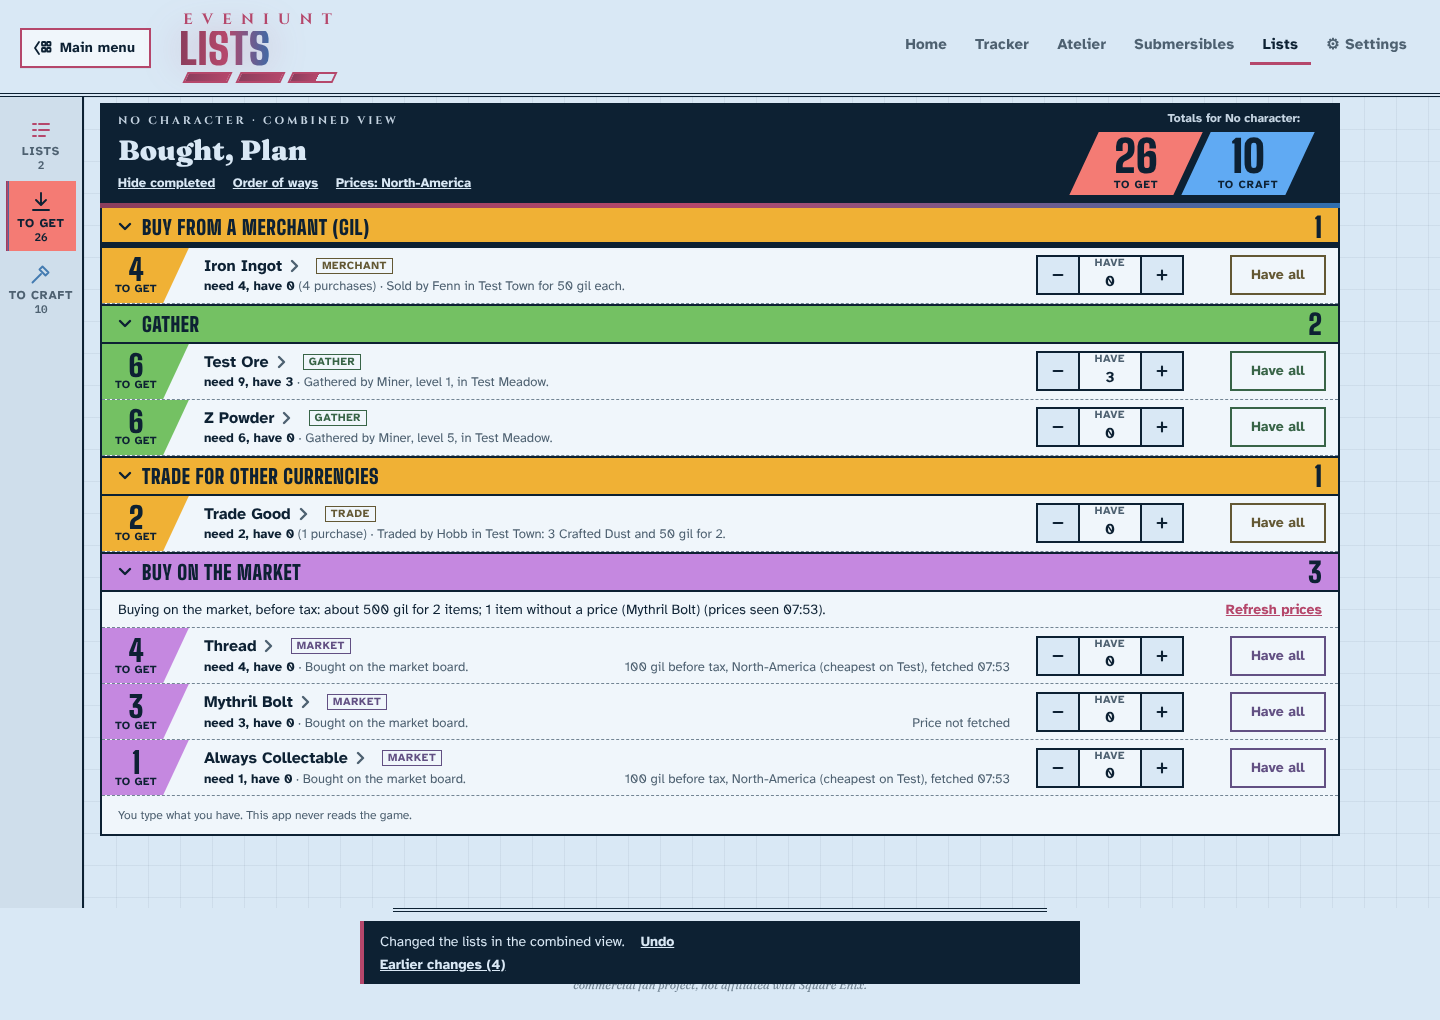 Main menu
EVENIUNT
LISTS
Home
Tracker
Atelier
Submersibles
Lists
⚙ Settings
LISTS
2
TO GET
26
TO CRAFT
10
NO CHARACTER · COMBINED VIEW
Bought, Plan
Hide completed
Order of ways
Prices: North-America
Totals for No character:
26
TO GET
10
TO CRAFT
BUY FROM A MERCHANT (GIL)
1
4
TO GET
Iron Ingot
MERCHANT
need 4, have 0 (4 purchases) · Sold by Fenn in Test Town for 50 gil each.
−
HAVE
0
+
Have all
GATHER
2
6
TO GET
Test Ore
GATHER
need 9, have 3 · Gathered by Miner, level 1, in Test Meadow.
−
HAVE
3
+
Have all
6
TO GET
Z Powder
GATHER
need 6, have 0 · Gathered by Miner, level 5, in Test Meadow.
−
HAVE
0
+
Have all
TRADE FOR OTHER CURRENCIES
1
2
TO GET
Trade Good
TRADE
need 2, have 0 (1 purchase) · Traded by Hobb in Test Town: 3 Crafted Dust and 50 gil for 2.
−
HAVE
0
+
Have all
BUY ON THE MARKET
3
Buying on the market, before tax: about 500 gil for 2 items; 1 item without a price (Mythril Bolt) (prices seen 07:53).
Refresh prices
4
TO GET
Thread
MARKET
need 4, have 0 · Bought on the market board.
100 gil before tax, North-America (cheapest on Test), fetched 07:53
−
HAVE
0
+
Have all
3
TO GET
Mythril Bolt
MARKET
need 3, have 0 · Bought on the market board.
Price not fetched
−
HAVE
0
+
Have all
1
TO GET
Always Collectable
MARKET
need 1, have 0 · Bought on the market board.
100 gil before tax, North-America (cheapest on Test), fetched 07:53
−
HAVE
0
+
Have all
You type what you have. This app never reads the game.
Changed the lists in the combined view.
Undo
Earlier changes (4)
commercial fan project, not affiliated with Square Enix.